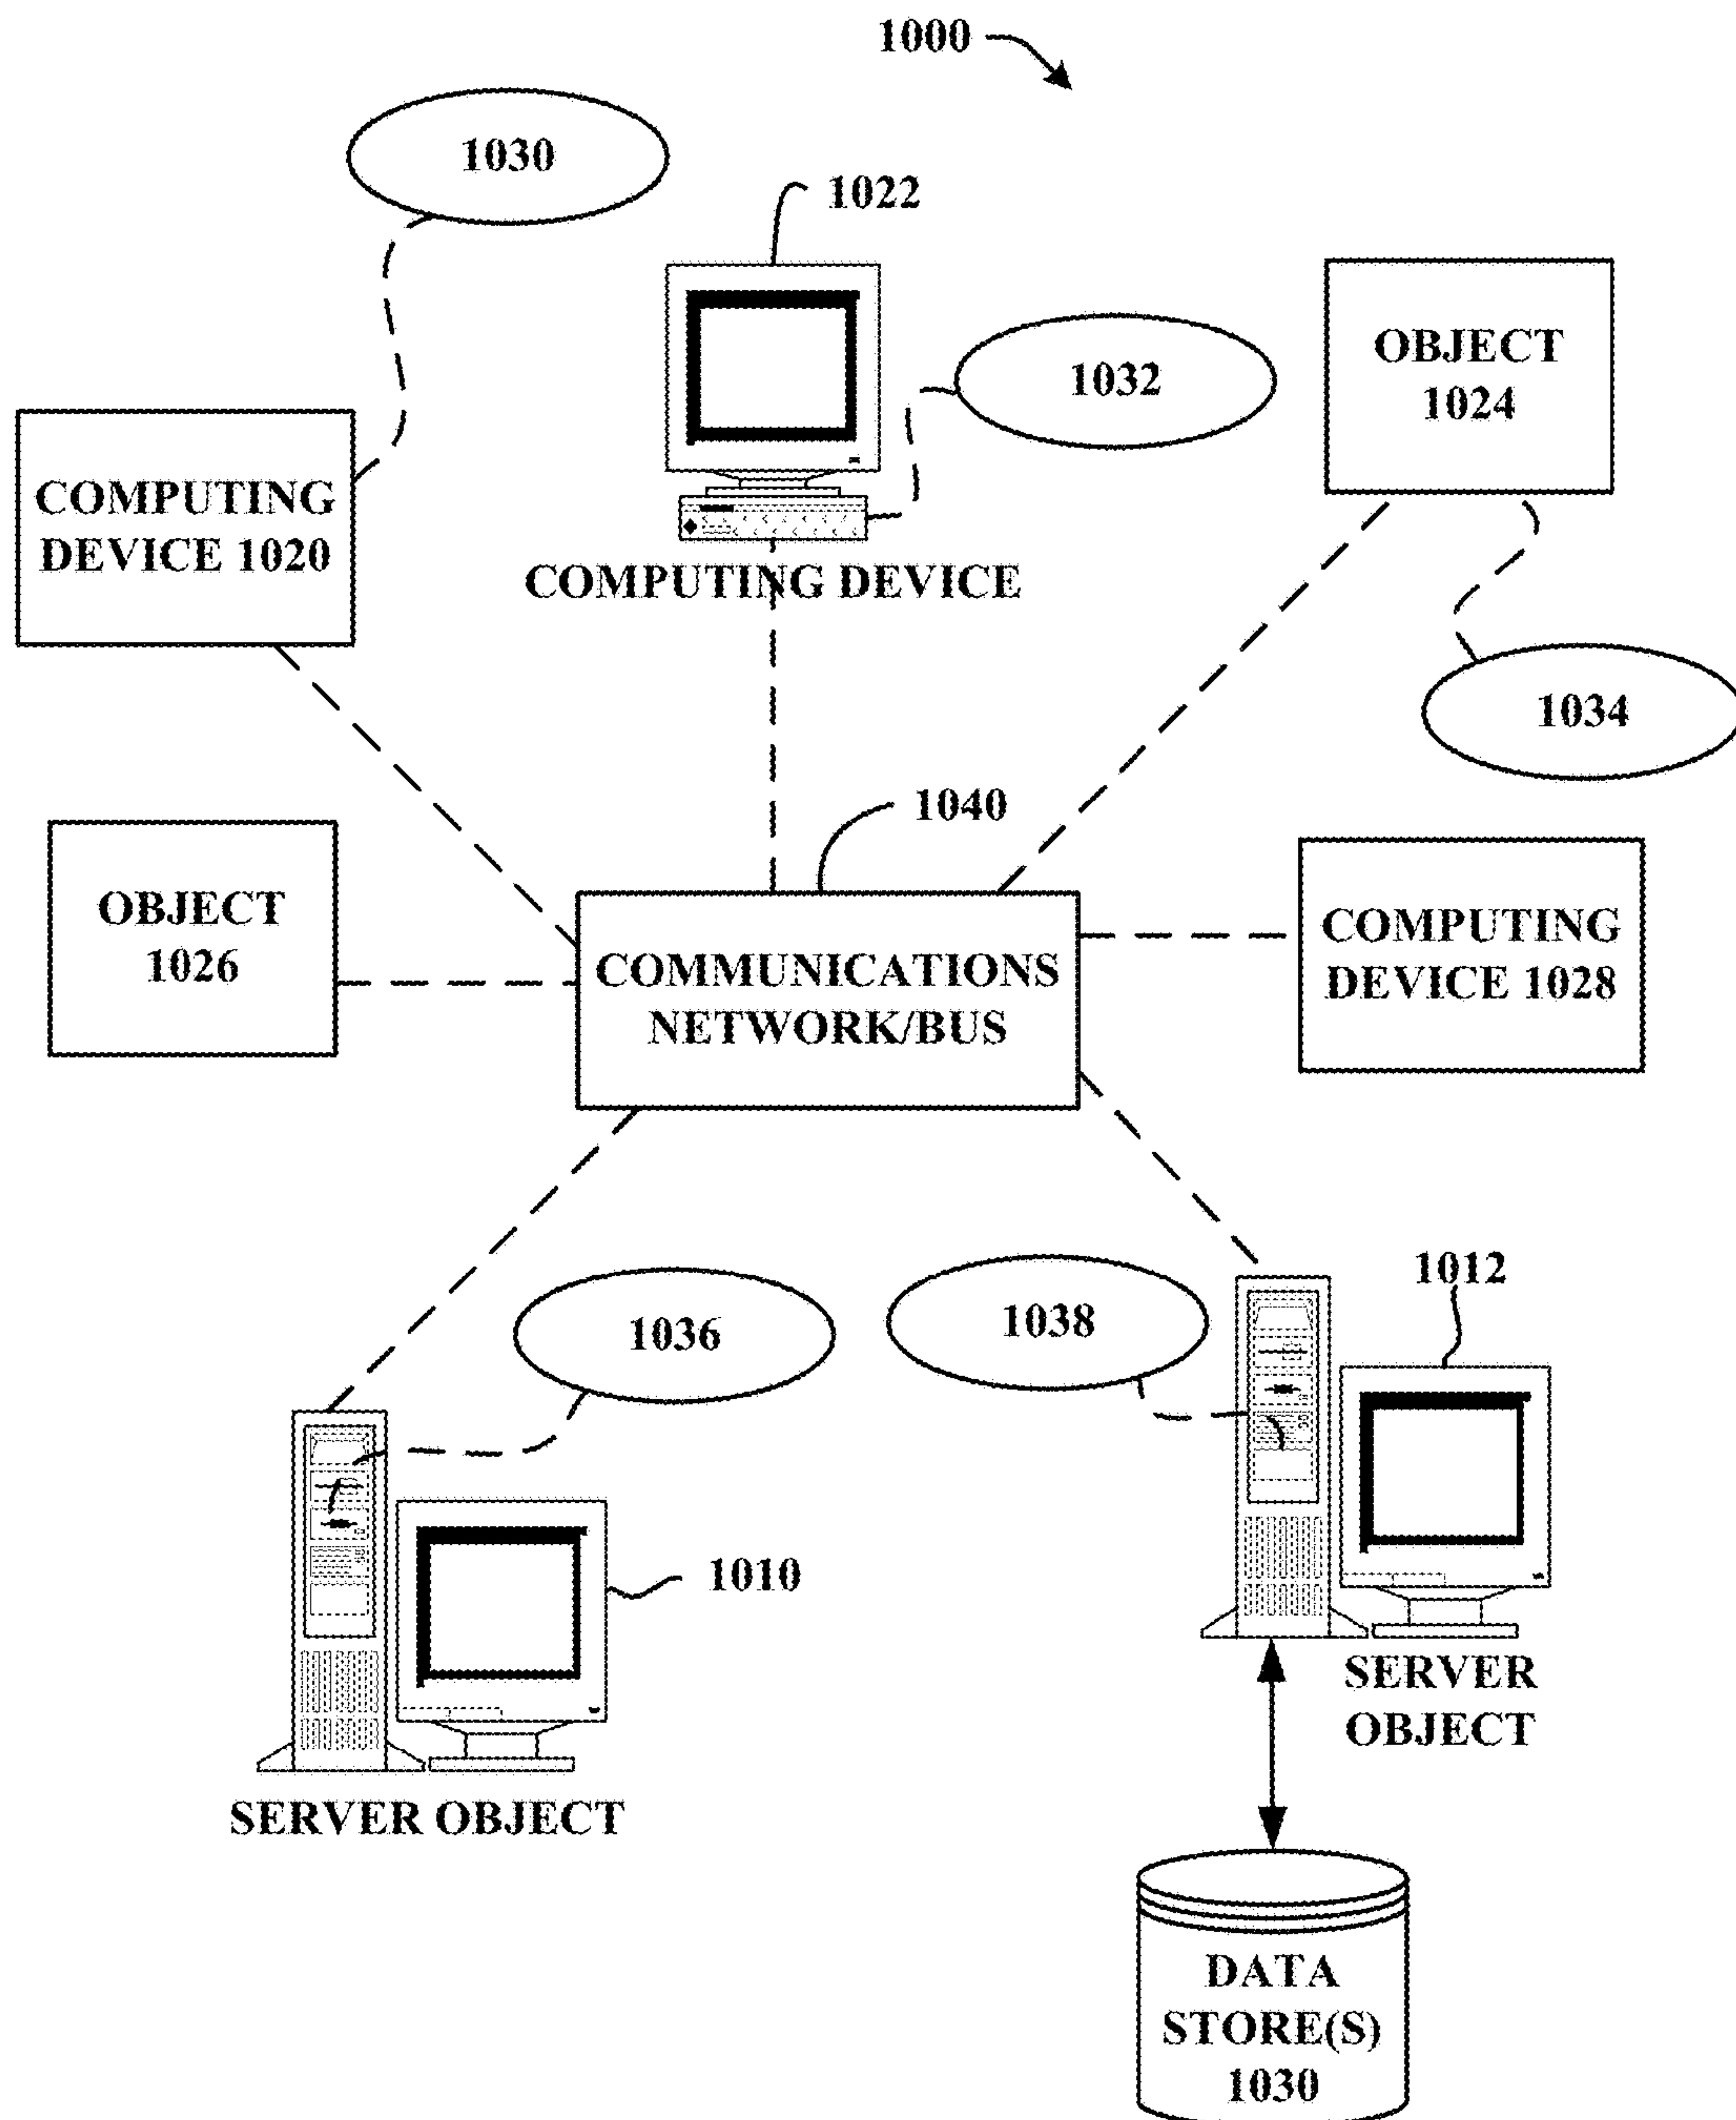 1000
1030
1022
1032
OBJECT
1024
COMPUTING
DEVICE 1020
COMPUTING DEVICE
1034
1040
OBJECT
1026
COMMUNICATIONS
NETWORK/BUS
COMPUTING
DEVICE 1028
1036
1038
1012
1010
SERVER
OBJECT
SERVER OBJECT
DATA
STORE(S)
1030